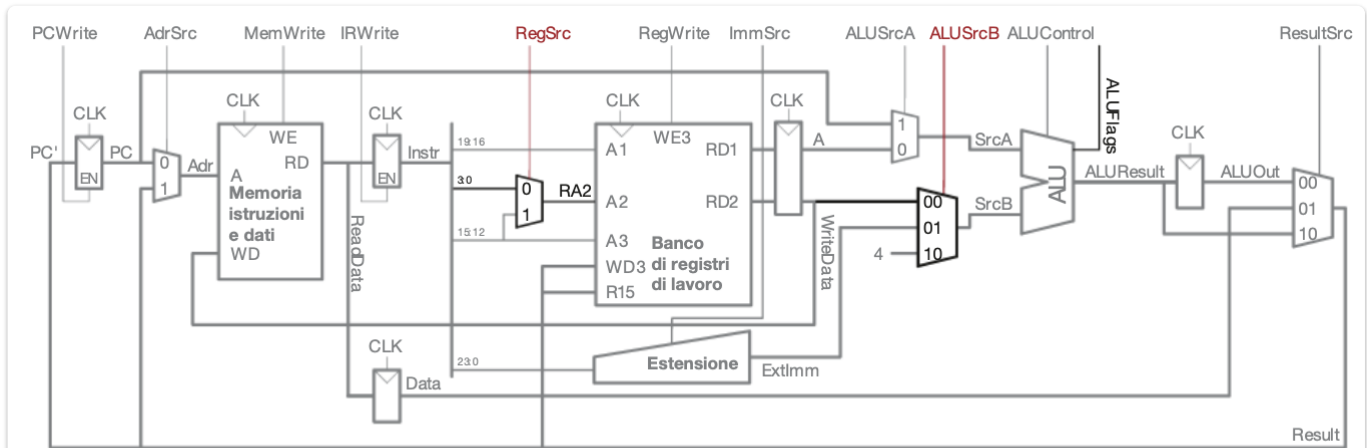 PCWrite
AdrSrc
MemWrite
IRWrite
RegSrc
RegWrite
ImmSrc
ALUSrcA
ALUSrcB
ALUControl
ResultSrc
CLK
CLK
CLK
CLK
CLK
CLK
CLK
PC'
PC
EN
0
1
Adr
A
WE
RD
Memoria
istruzioni
e dati
WD
EN
Instr
ReadData
19:16
3:0
15:12
23:0
0
1
RA2
A1
A2
A3
WD3
R15
WE3
RD1
RD2
Banco
di registri
di lavoro
A
WriteData
1
0
00
01
10
4
SrcA
SrcB
ALU
ALUFlags
ALUResult
ALUOut
00
01
10
Estensione
ExtImm
Data
Result